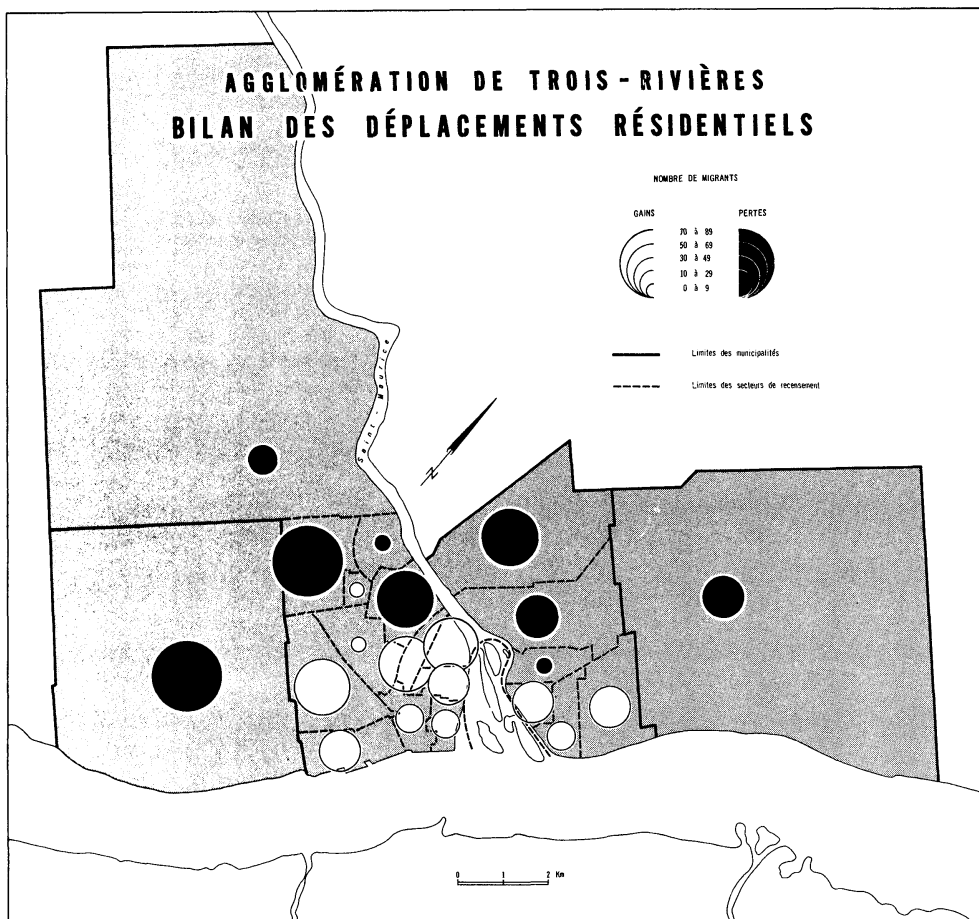 AGGLOMÉRATION DE TROIS-RIVIÈRES
BILAN DES DÉPLACEMENTS RÉSIDENTIELS
NOMBRE DE MIGRANTS
GAINS
PERTES
70 à 89
50 à 69
30 à 49
10 à 29
0 à 9
Limites des municipalités
Limites des secteurs de recensement
Saint-Maurice
N
0 1 2 Km